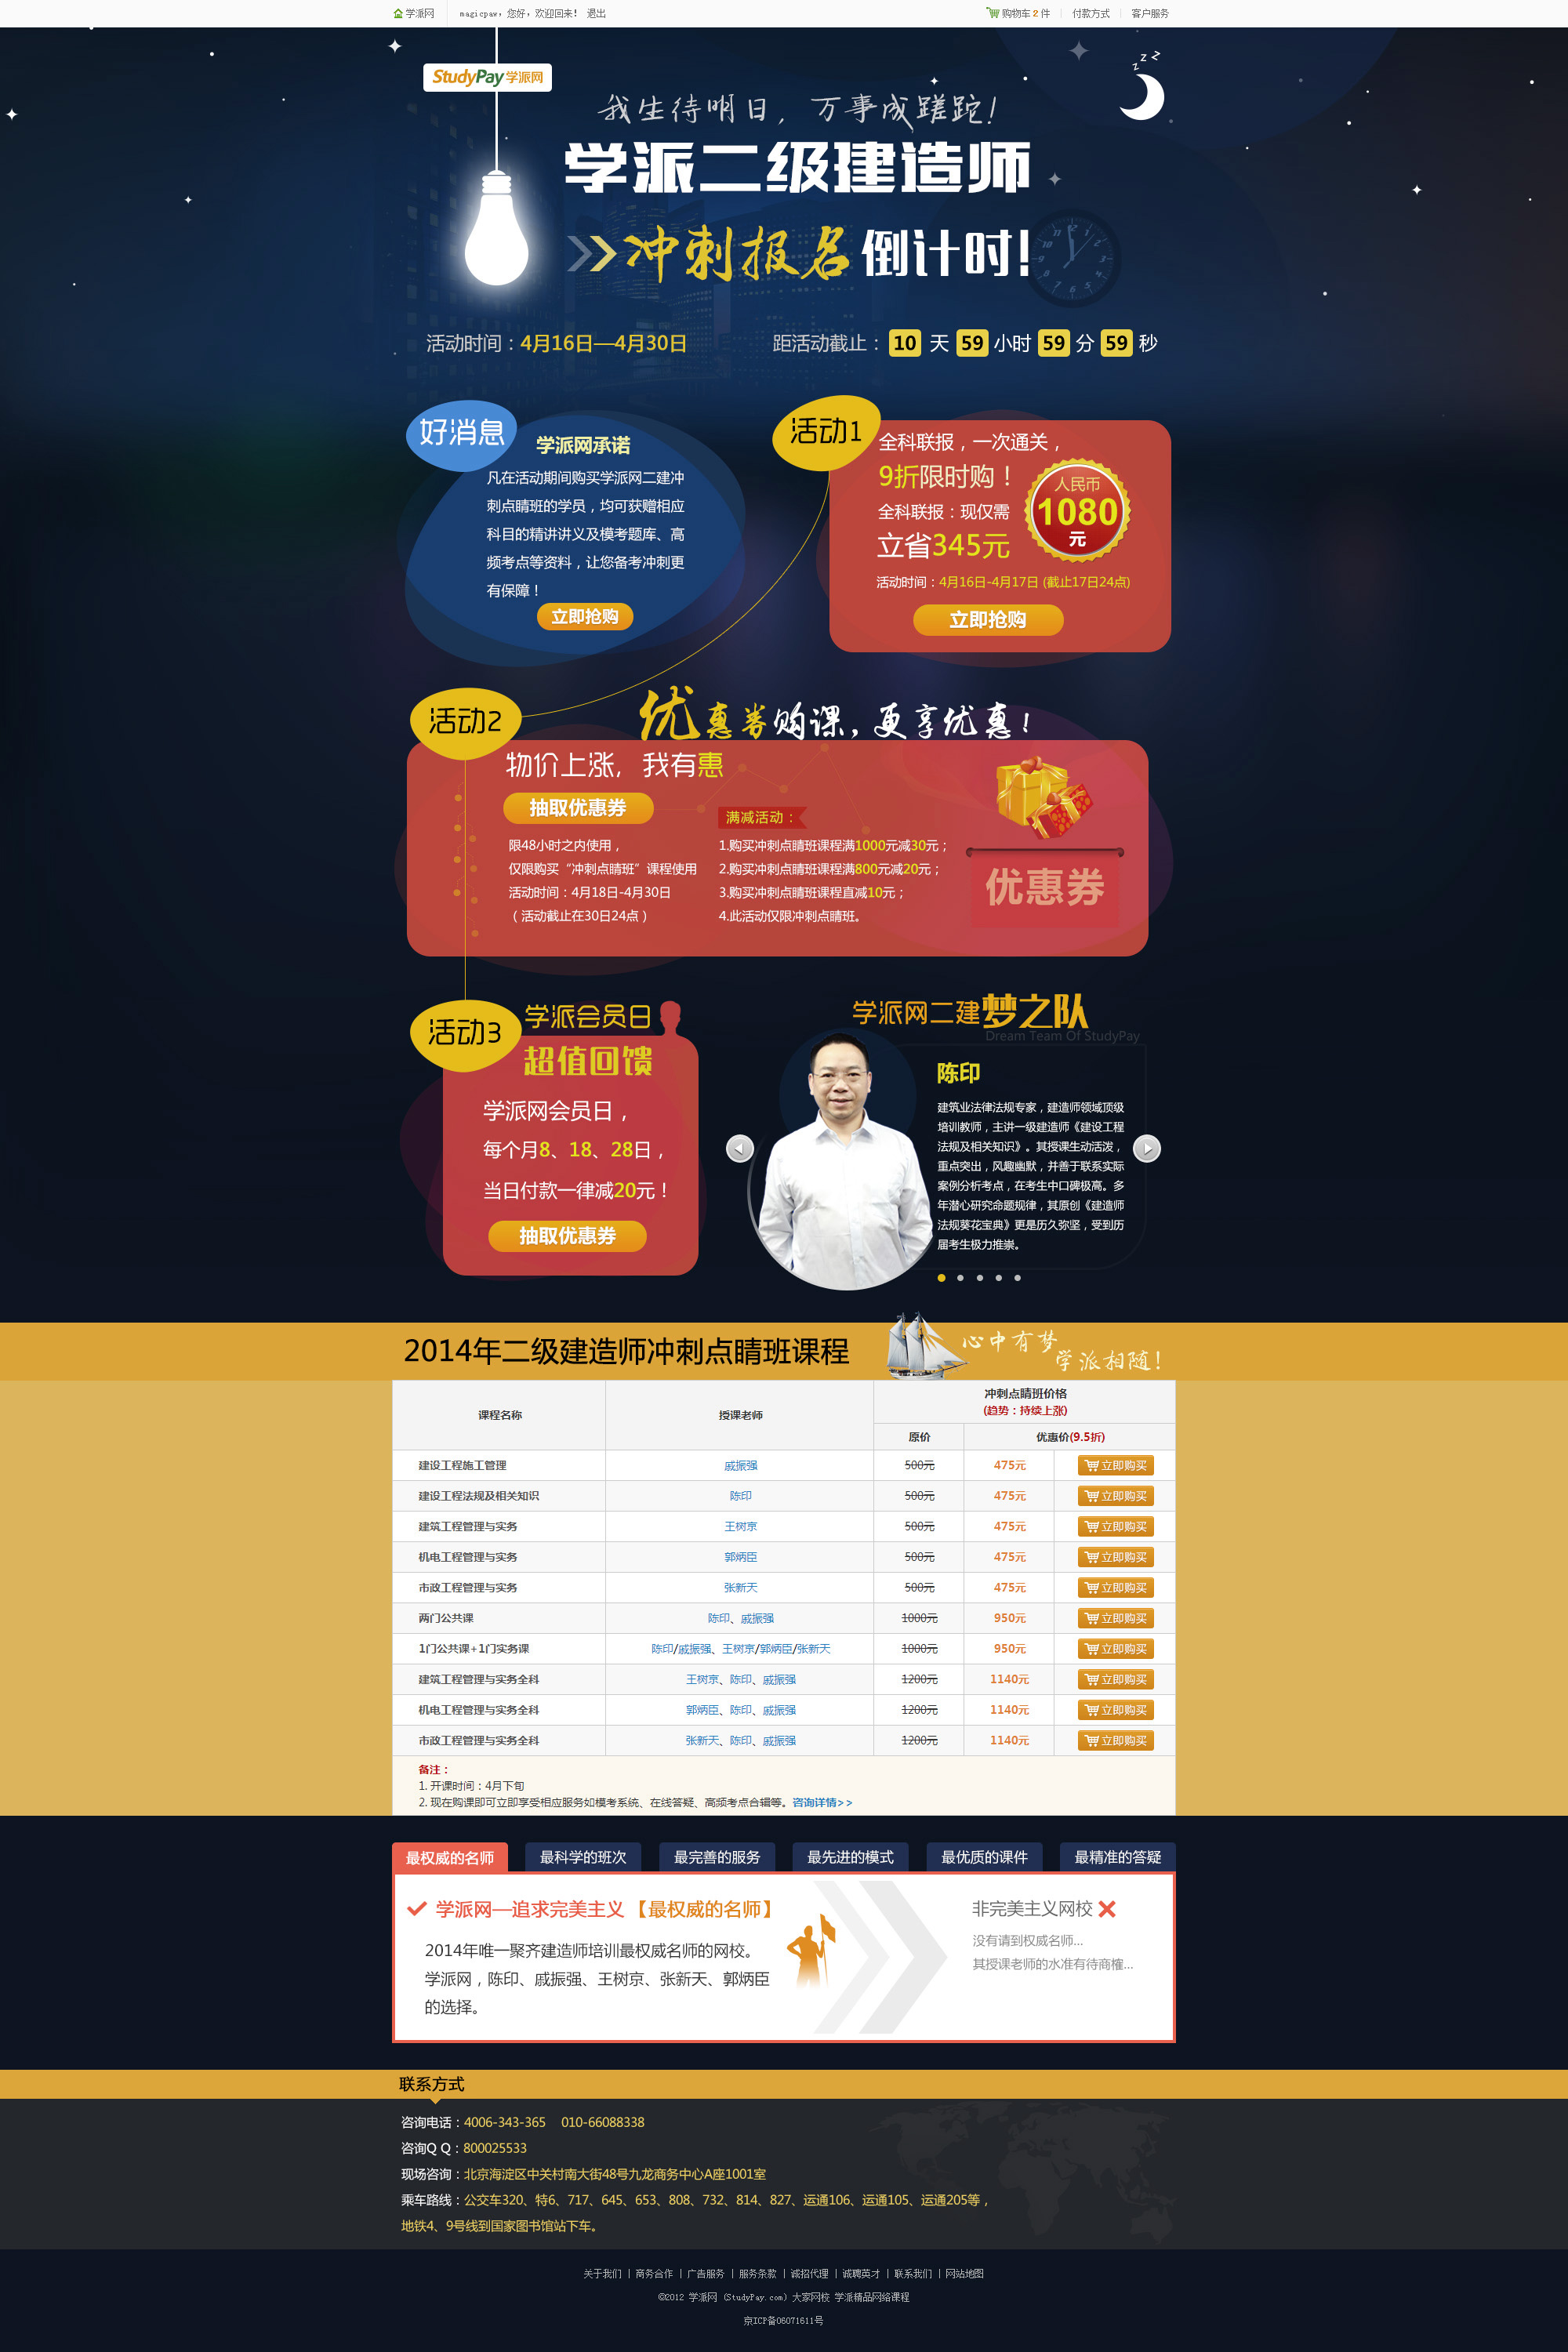 学派网 magicpaw，您好，欢迎回来！ 退出 购物车 2 件 付款方式 客户服务
StudyPay 学派网
z z Z
我生待明日，万事成蹉跎！
学派二级建造师
冲刺报名倒计时！
活动时间：4月16日—4月30日
距活动截止：10 天 59 小时 59 分 59 秒
好消息
学派网承诺
凡在活动期间购买学派网二建冲
刺点睛班的学员，均可获赠相应
科目的精讲讲义及模考题库、高
频考点等资料，让您备考冲刺更
有保障！
立即抢购
活动1
全科联报，一次通关，
9折限时购！
全科联报：现仅需
立省345元
人民币
1080
元
活动时间：4月16日-4月17日 (截止17日24点)
立即抢购
活动2
优惠券购课，更享优惠！
物价上涨，我有惠
抽取优惠券
限48小时之内使用，
仅限购买“冲刺点睛班”课程使用
活动时间：4月18日-4月30日
（活动截止在30日24点）
满减活动：
1.购买冲刺点睛班课程满1000元减30元；
2.购买冲刺点睛班课程满800元减20元；
3.购买冲刺点睛班课程直减10元；
4.此活动仅限冲刺点睛班。
优惠券
活动3
学派会员日
超值回馈
学派网会员日，
每个月8、18、28日，
当日付款一律减20元！
抽取优惠券
学派网二建梦之队
Dream Team Of StudyPay
陈印
建筑业法律法规专家，建造师领域顶级
培训教师，主讲一级建造师《建设工程
法规及相关知识》。其授课生动活泼，
重点突出，风趣幽默，并善于联系实际
案例分析考点，在考生中口碑极高。多
年潜心研究命题规律，其原创《建造师
法规葵花宝典》更是历久弥坚，受到历
届考生极力推崇。
2014年二级建造师冲刺点睛班课程
心中有梦
学派相随！
课程名称 授课老师 冲刺点睛班价格
(趋势：持续上涨)
原价 优惠价(9.5折)
建设工程施工管理 戚振强 500元 475元 立即购买
建设工程法规及相关知识 陈印 500元 475元 立即购买
建筑工程管理与实务 王树京 500元 475元 立即购买
机电工程管理与实务 郭炳臣 500元 475元 立即购买
市政工程管理与实务 张新天 500元 475元 立即购买
两门公共课 陈印、戚振强 1000元 950元 立即购买
1门公共课+1门实务课 陈印/戚振强、王树京/郭炳臣/张新天 1000元 950元 立即购买
建筑工程管理与实务全科 王树京、陈印、戚振强 1200元 1140元 立即购买
机电工程管理与实务全科 郭炳臣、陈印、戚振强 1200元 1140元 立即购买
市政工程管理与实务全科 张新天、陈印、戚振强 1200元 1140元 立即购买
备注：
1. 开课时间：4月下旬
2. 现在购课即可立即享受相应服务如模考系统、在线答疑、高频考点合辑等。咨询详情>>
最权威的名师 最科学的班次 最完善的服务 最先进的模式 最优质的课件 最精准的答疑
学派网—追求完美主义【最权威的名师】
2014年唯一聚齐建造师培训最权威名师的网校。
学派网，陈印、戚振强、王树京、张新天、郭炳臣
的选择。
非完美主义网校
没有请到权威名师...
其授课老师的水准有待商榷...
联系方式
咨询电话：4006-343-365 010-66088338
咨询Q Q：800025533
现场咨询：北京海淀区中关村南大街48号九龙商务中心A座1001室
乘车路线：公交车320、特6、717、645、653、808、732、814、827、运通106、运通105、运通205等，
地铁4、9号线到国家图书馆站下车。
关于我们 | 商务合作 | 广告服务 | 服务条款 | 诚招代理 | 诚聘英才 | 联系我们 | 网站地图
©2012 学派网 (StudyPay.com) 大家网校 学派精品网络课程
京ICP备06071611号